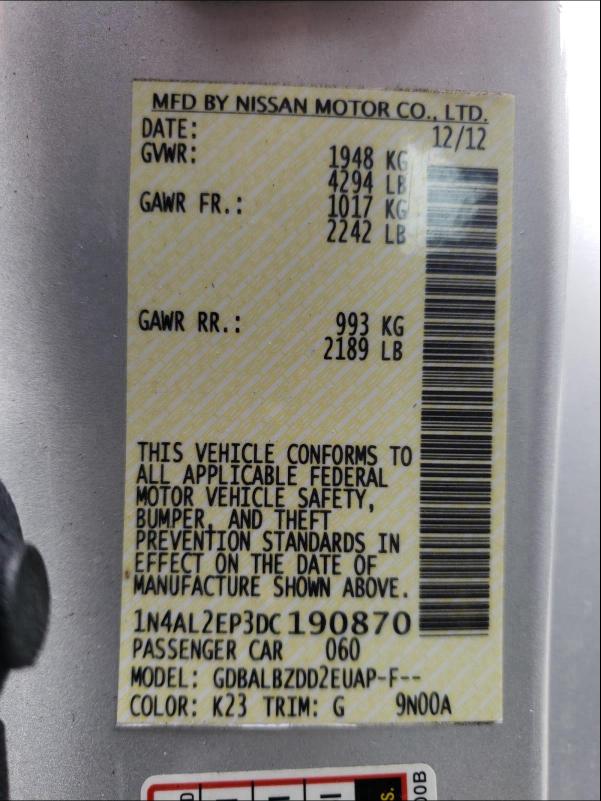 MFD BY NISSAN MOTOR CO., LTD.
DATE: 12/12
GVWR: 1948 KG
4294 LB
GAWR FR.: 1017 KG
2242 LB
GAWR RR.: 993 KG
2189 LB
THIS VEHICLE CONFORMS TO
ALL APPLICABLE FEDERAL
MOTOR VEHICLE SAFETY,
BUMPER, AND THEFT
PREVENTION STANDARDS IN
EFFECT ON THE DATE OF
MANUFACTURE SHOWN ABOVE.
1N4AL2EP3DC190870
PASSENGER CAR 060
MODEL: GDBALBZDD2EUAP-F--
COLOR: K23 TRIM: G 9N00A
00B